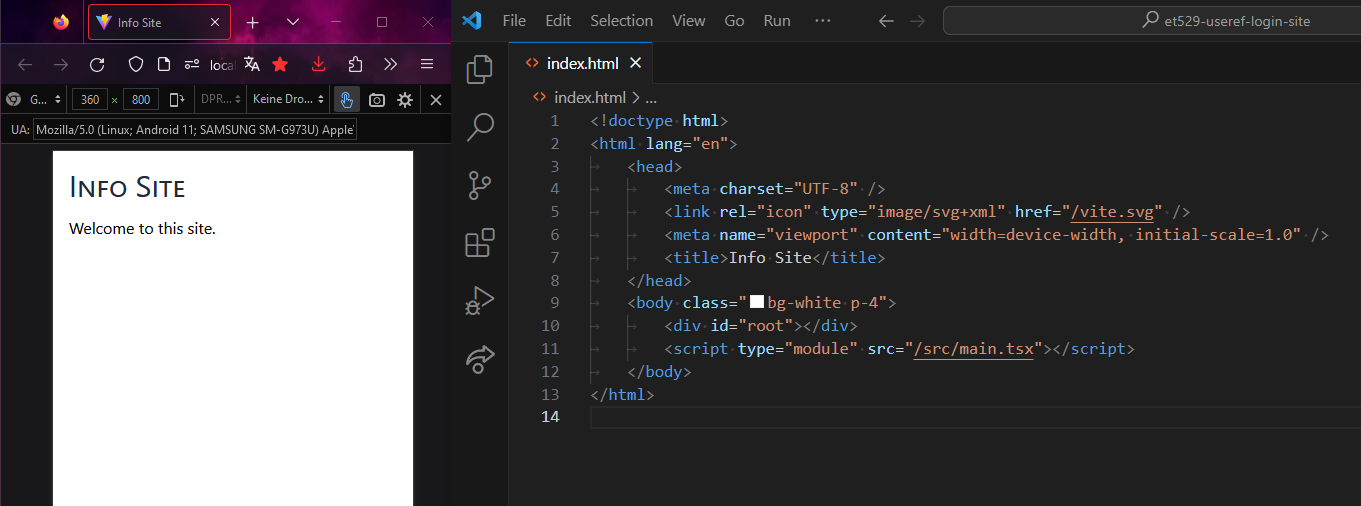 Info Site
File Edit Selection View Go Run ···
et529-useref-login-site
loca
G... 360 × 800 DPR... Keine Dro...
UA: Mozilla/5.0 (Linux; Android 11; SAMSUNG SM-G973U) Apple
Info Site
Welcome to this site.
index.html
index.html > ...
1 <!doctype html>
2 <html lang="en">
3 <head>
4 <meta charset="UTF-8" />
5 <link rel="icon" type="image/svg+xml" href="/vite.svg" />
6 <meta name="viewport" content="width=device-width, initial-scale=1.0" />
7 <title>Info Site</title>
8 </head>
9 <body class="bg-white p-4">
10 <div id="root"></div>
11 <script type="module" src="/src/main.tsx"></script>
12 </body>
13 </html>
14